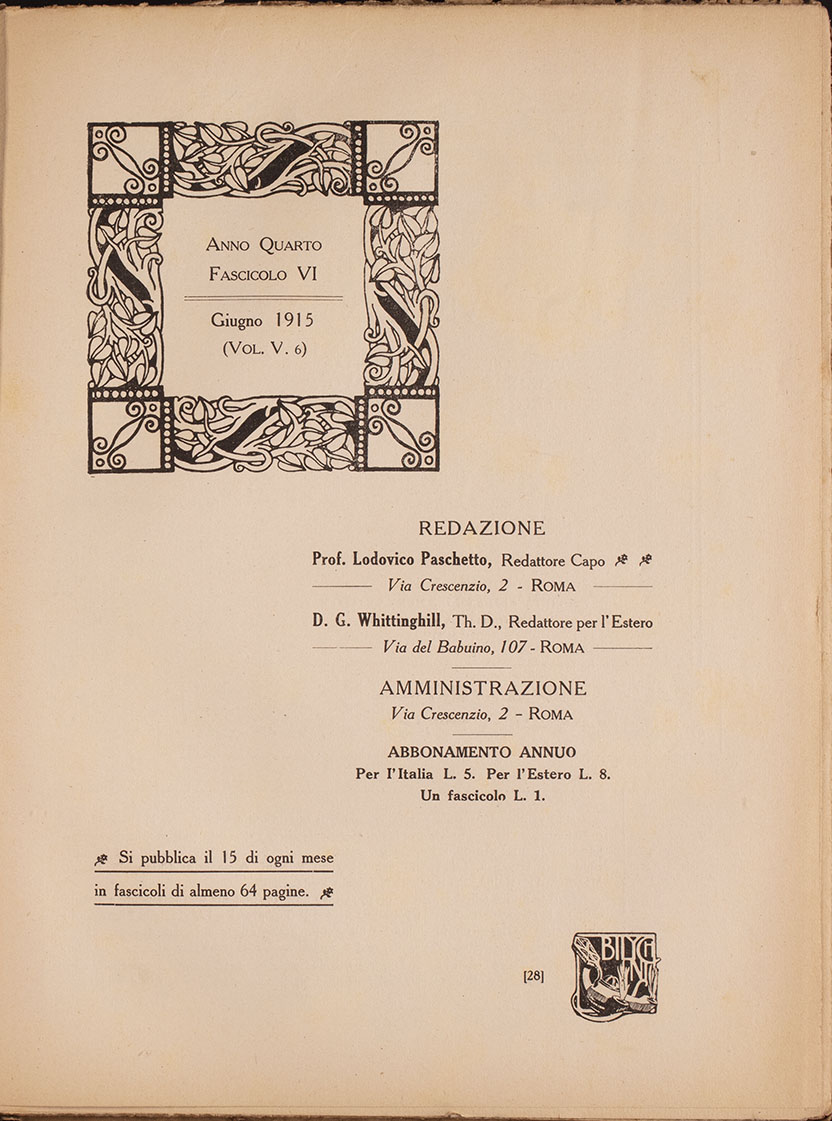 Anno Quarto
Fascicolo VI
Giugno 1915
(Vol. V. 6)
REDAZIONE
Prof. Lodovico Paschetto, Redattore Capo
Via Crescenzio, 2 - Roma
D. G. Whittinghill, Th. D., Redattore per l'Estero
Via del Babuino, 107 - Roma
AMMINISTRAZIONE
Via Crescenzio, 2 - Roma
ABBONAMENTO ANNUO
Per l'Italia L. 5. Per l'Estero L. 8.
Un fascicolo L. 1.
Si pubblica il 15 di ogni mese
in fascicoli di almeno 64 pagine.
[28]
BILYCH
NIS